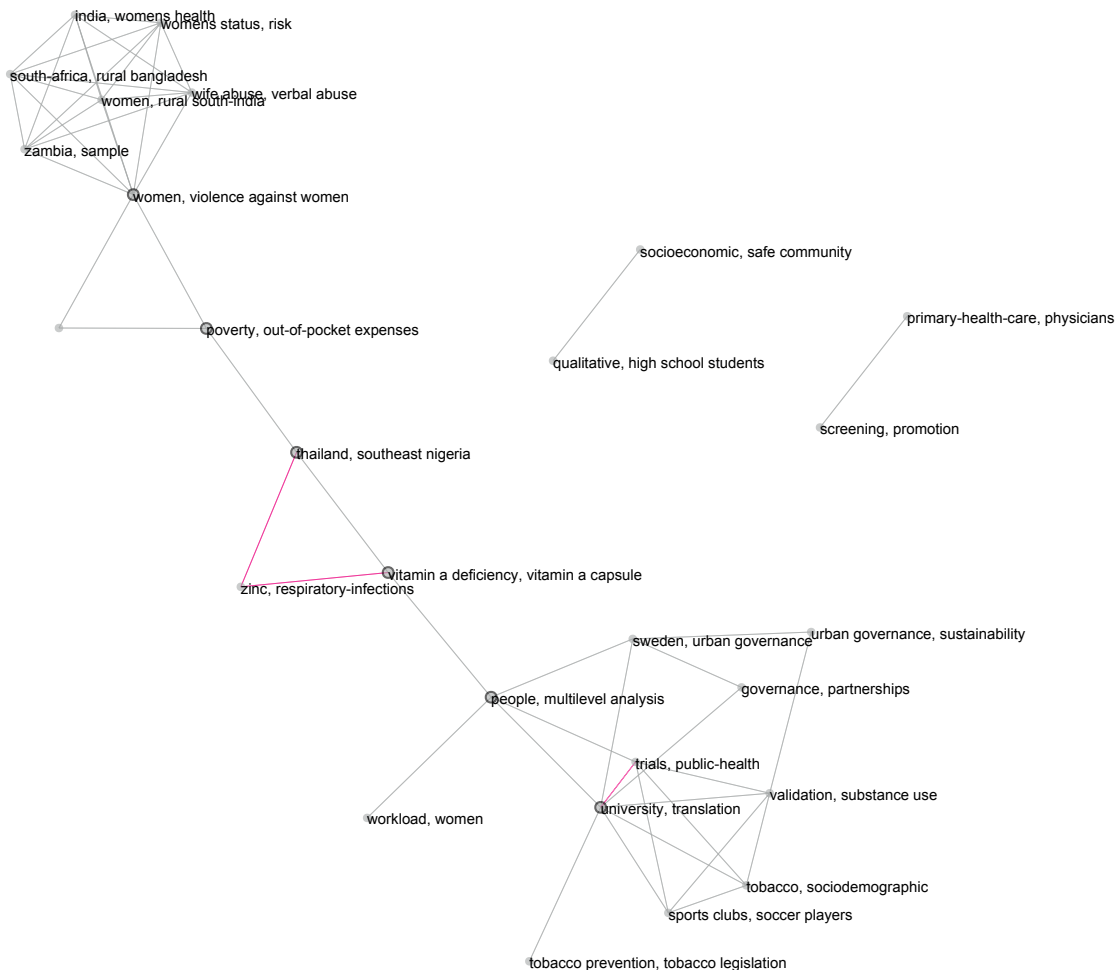 india, womens health
womens status, risk
south-africa, rural bangladesh
wife abuse, verbal abuse
women, rural south-india
zambia, sample
women, violence against women
socioeconomic, safe community
primary-health-care, physicians
poverty, out-of-pocket expenses
qualitative, high school students
screening, promotion
thailand, southeast nigeria
vitamin a deficiency, vitamin a capsule
zinc, respiratory-infections
urban governance, sustainability
sweden, urban governance
governance, partnerships
people, multilevel analysis
trials, public-health
validation, substance use
university, translation
workload, women
tobacco, sociodemographic
sports clubs, soccer players
tobacco prevention, tobacco legislation